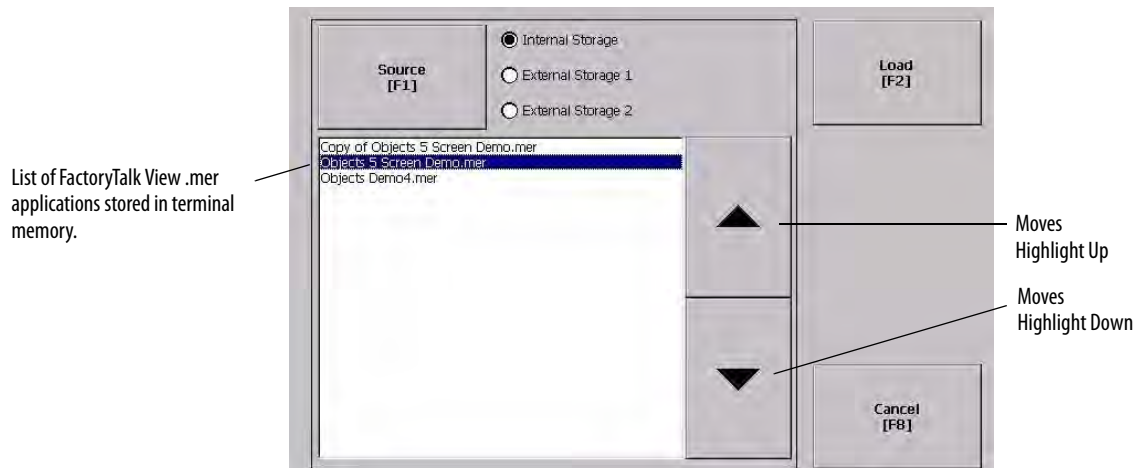 Source
[F1]
Internal Storage
External Storage 1
External Storage 2
Load
[F2]
Copy of Objects 5 Screen Demo.mer
Objects 5 Screen Demo.mer
Objects Demo4.mer
List of FactoryTalk View .mer
applications stored in terminal
memory.
Moves
Highlight Up
Moves
Highlight Down
Cancel
[F8]